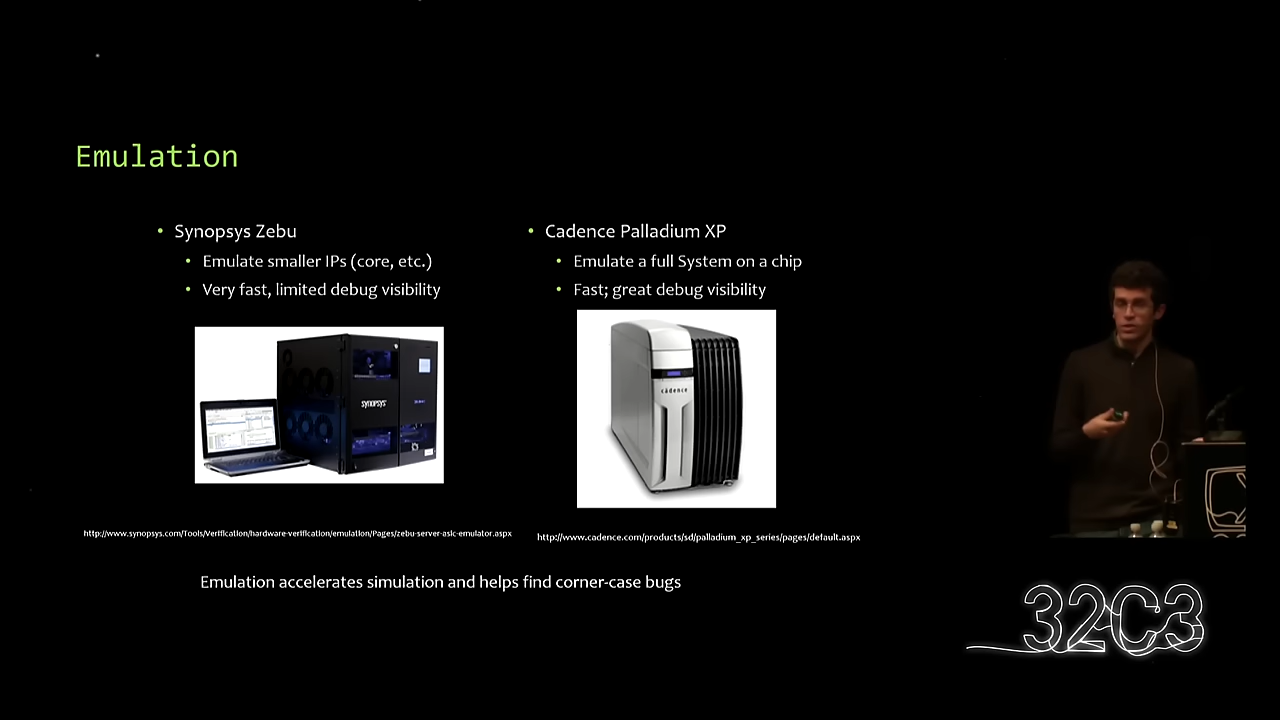 Emulation
• Synopsys Zebu
• Emulate smaller IPs (core, etc.)
• Very fast, limited debug visibility
• Cadence Palladium XP
• Emulate a full System on a chip
• Fast; great debug visibility
SYNOPSYS
cādence
http://www.synopsys.com/Tools/Verification/hardware-verification/emulation/Pages/zebu-server-asic-emulator.aspx
http://www.cadence.com/products/sd/palladium_xp_series/pages/default.aspx
Emulation accelerates simulation and helps find corner-case bugs
32C3